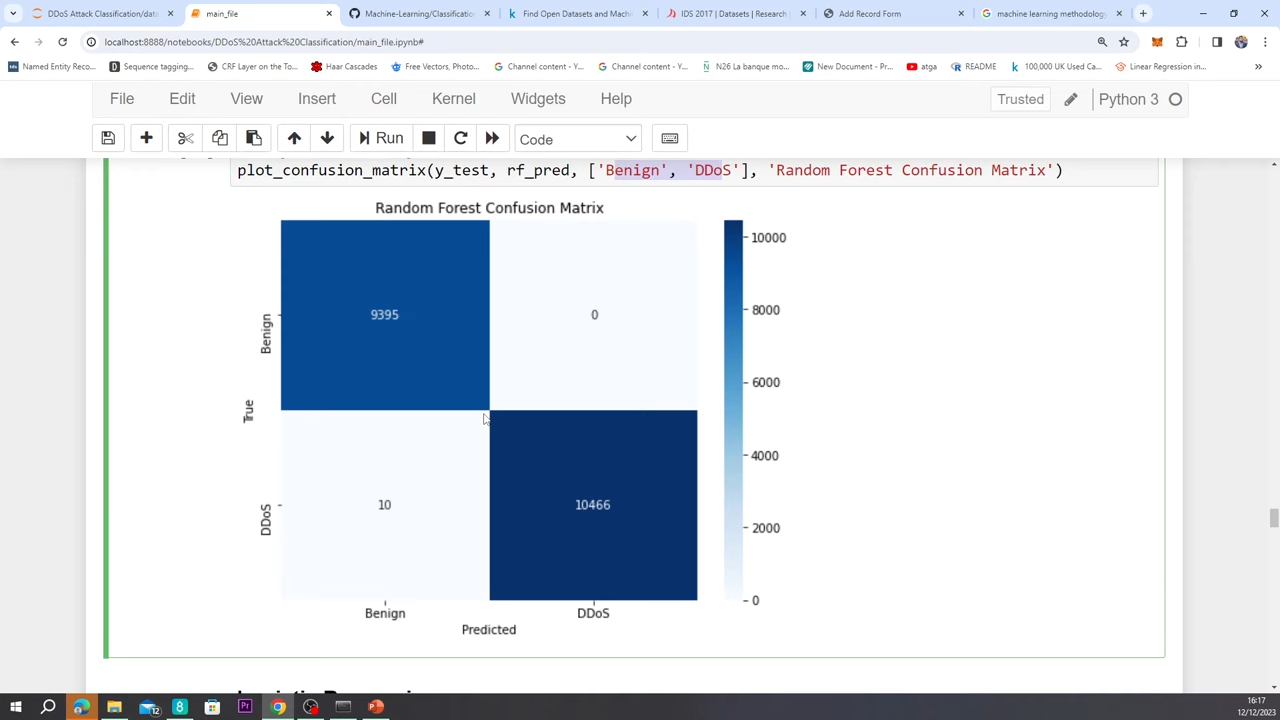 DDoS Attack Classification/data
main_file
Machine-Learning/Classification
Find Open Datasets and Machi
IDS 2017 | Datasets | Research
Add Record Form
machine learning methodology
localhost:8888/notebooks/DDoS%20Attack%20Classification/main_file.ipynb#
Named Entity Reco...
Sequence tagging...
CRF Layer on the To...
Haar Cascades
Free Vectors, Photo...
Channel content - Y...
Channel content - Y...
N26 La banque mo...
New Document - Pr...
atga
README
100,000 UK Used Ca...
Linear Regression in...
File Edit View Insert Cell Kernel Widgets Help
Trusted
Python 3
Run
Code
plot_confusion_matrix(y_test, rf_pred, ['Benign', 'DDoS'], 'Random Forest Confusion Matrix')
Random Forest Confusion Matrix
9395
0
10
10466
True
Benign
DDoS
Benign
DDoS
Predicted
10000
8000
6000
4000
2000
0
16:17
12/12/2023